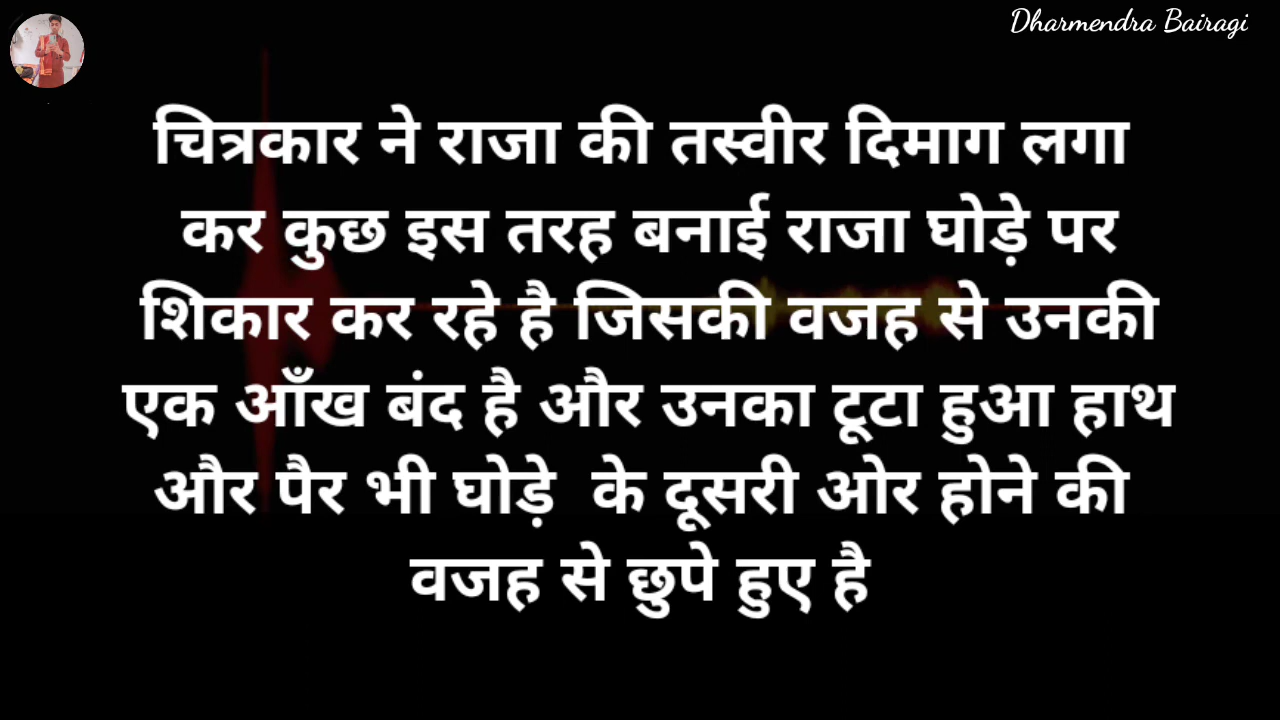 Dharmendra Bairagi
चित्रकार ने राजा की तस्वीर दिमाग लगा
कर कुछ इस तरह बनाई राजा घोड़े पर
शिकार कर रहे है जिसकी वजह से उनकी
एक आँख बंद है और उनका टूटा हुआ हाथ
और पैर भी घोड़े के दूसरी ओर होने की
वजह से छुपे हुए है